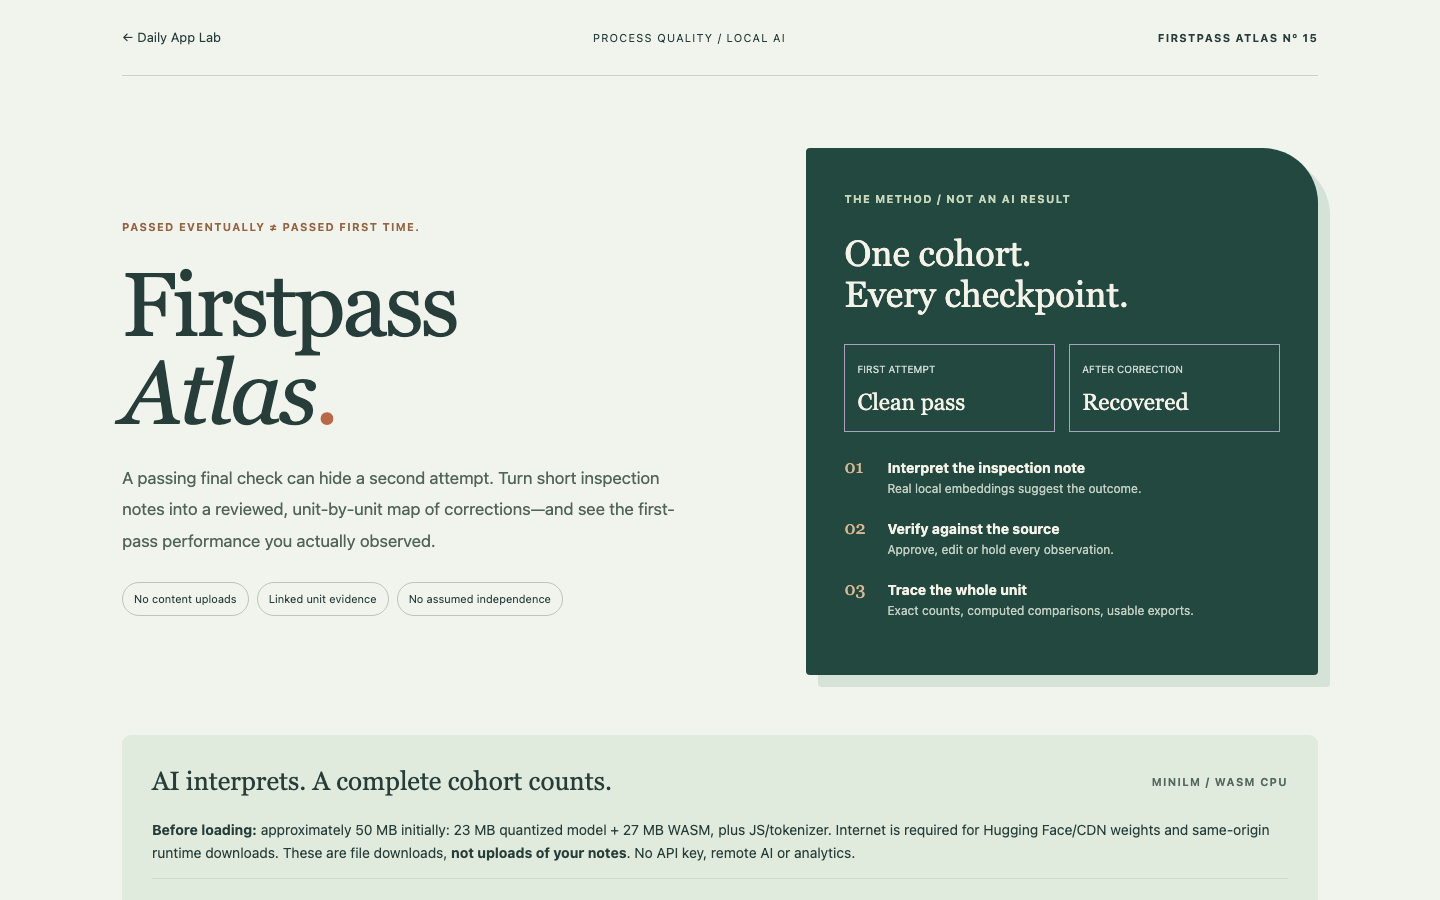 ← Daily App Lab
PROCESS QUALITY / LOCAL AI
FIRSTPASS ATLAS Nº 15
PASSED EVENTUALLY ≠ PASSED FIRST TIME.
Firstpass
Atlas.
A passing final check can hide a second attempt. Turn short inspection
notes into a reviewed, unit-by-unit map of corrections—and see the first-
pass performance you actually observed.
No content uploads
Linked unit evidence
No assumed independence
THE METHOD / NOT AN AI RESULT
One cohort.
Every checkpoint.
FIRST ATTEMPT
Clean pass
AFTER CORRECTION
Recovered
01 Interpret the inspection note
Real local embeddings suggest the outcome.
02 Verify against the source
Approve, edit or hold every observation.
03 Trace the whole unit
Exact counts, computed comparisons, usable exports.
AI interprets. A complete cohort counts.
MINILM / WASM CPU
Before loading: approximately 50 MB initially: 23 MB quantized model + 27 MB WASM, plus JS/tokenizer. Internet is required for Hugging Face/CDN weights and same-origin
runtime downloads. These are file downloads, not uploads of your notes. No API key, remote AI or analytics.